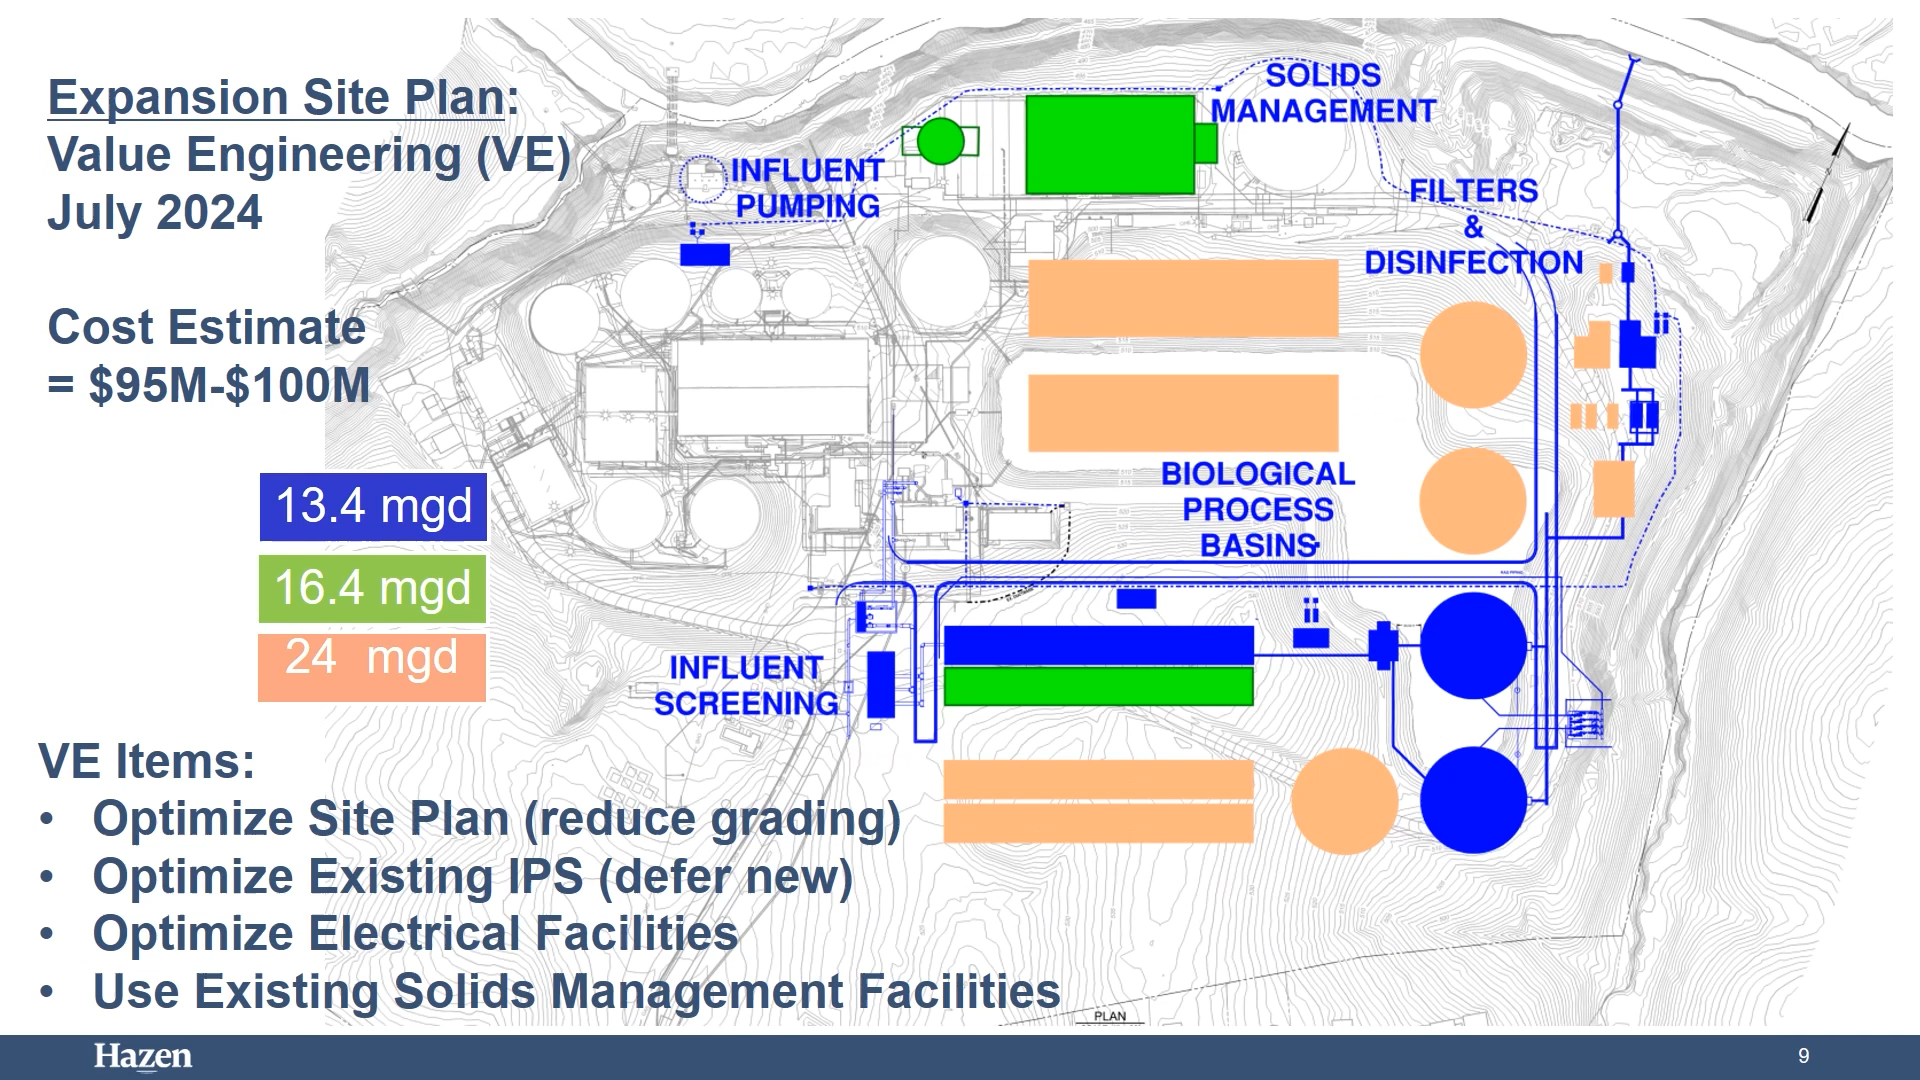 Expansion Site Plan:
Value Engineering (VE)
July 2024
Cost Estimate
= $95M-$100M
13.4 mgd
16.4 mgd
24 mgd
SOLIDS
MANAGEMENT
INFLUENT
PUMPING
FILTERS
&
DISINFECTION
BIOLOGICAL
PROCESS
BASINS
INFLUENT
SCREENING
VE Items:
• Optimize Site Plan (reduce grading)
• Optimize Existing IPS (defer new)
• Optimize Electrical Facilities
• Use Existing Solids Management Facilities
PLAN
Hazen
9